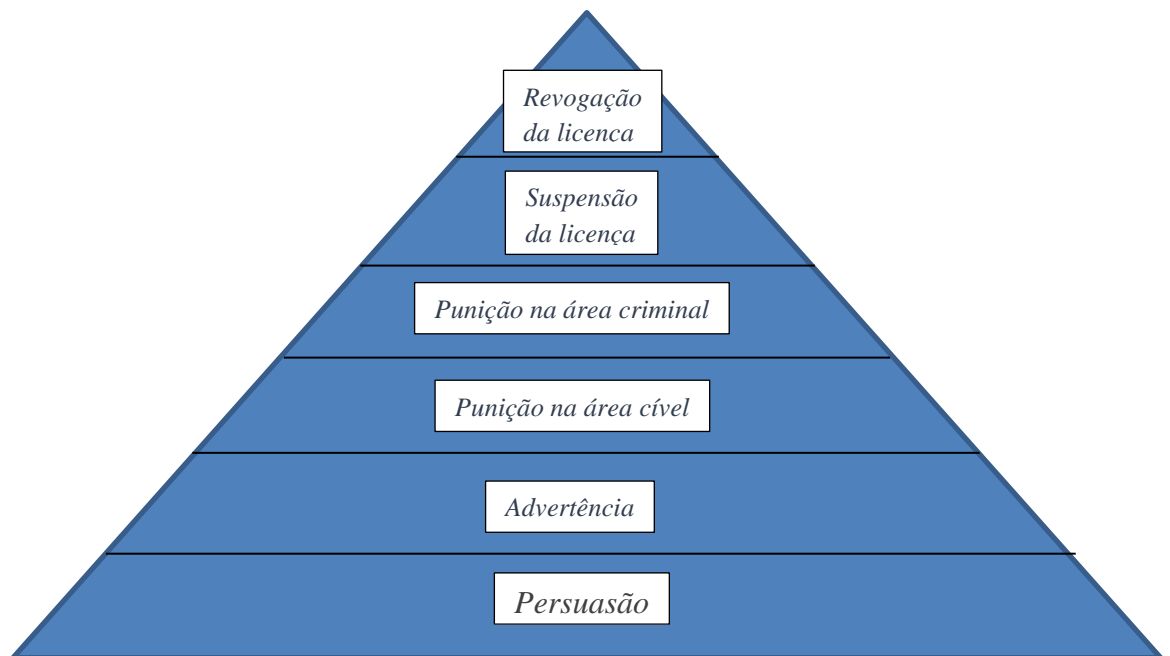 Revogação
da licenca
Suspensão
da licença
Punição na área criminal
Punição na área cível
Advertência
Persuasão